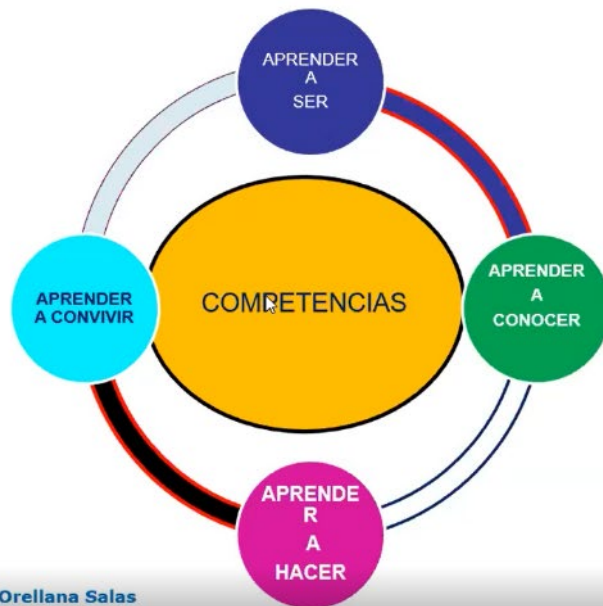 APRENDER
A
SER
APRENDER
A CONVIVIR
COMPETENCIAS
APRENDER
A
CONOCER
APRENDE
R
A
HACER
Orellana Salas